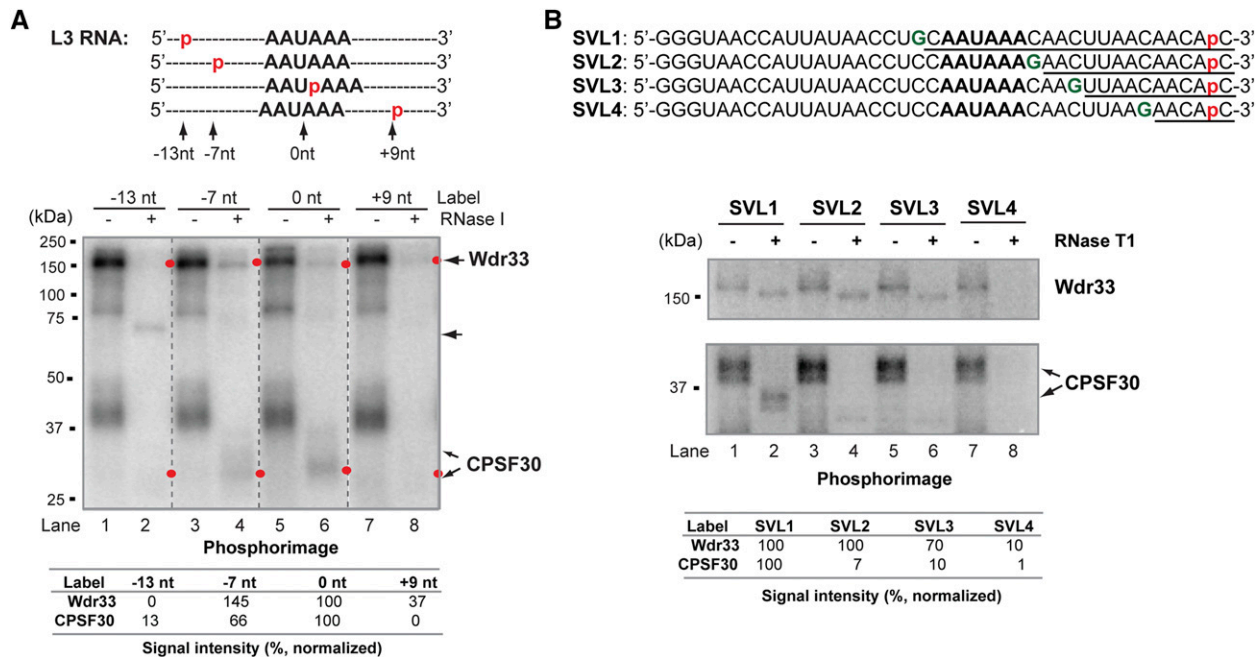 A
L3 RNA: 5'-p-----------AAUAAA------------3'
5'-----p-------AAUAAA------------3'
5'--------------AAUpAAA----------3'
5'--------------AAUAAA-------p----3'
-13nt -7nt 0nt +9nt
-13 nt -7 nt 0 nt +9 nt Label
- + - + - + - + RNase I
(kDa)
250
150
100
75
50
37
25
Wdr33
CPSF30
Lane 1 2 3 4 5 6 7 8
Phosphorimage
Label -13 nt -7 nt 0 nt +9 nt
Wdr33 0 145 100 37
CPSF30 13 66 100 0
Signal intensity (%, normalized)
B
SVL1: 5'-GGGUAACCAUUAUAACCUGCAAUAAACAACUUAACAACApC-3'
SVL2: 5'-GGGUAACCAUUAUAACCUCCAAUAAAGAACUUAACAACApC-3'
SVL3: 5'-GGGUAACCAUUAUAACCUCCAAUAAACAAGUUAACAACApC-3'
SVL4: 5'-GGGUAACCAUUAUAACCUCCAAUAAACAACUUAAGAACApC-3'
SVL1 SVL2 SVL3 SVL4
(kDa) - + - + - + - + RNase T1
150
Wdr33
37
CPSF30
Lane 1 2 3 4 5 6 7 8
Phosphorimage
Label SVL1 SVL2 SVL3 SVL4
Wdr33 100 100 70 10
CPSF30 100 7 10 1
Signal intensity (%, normalized)